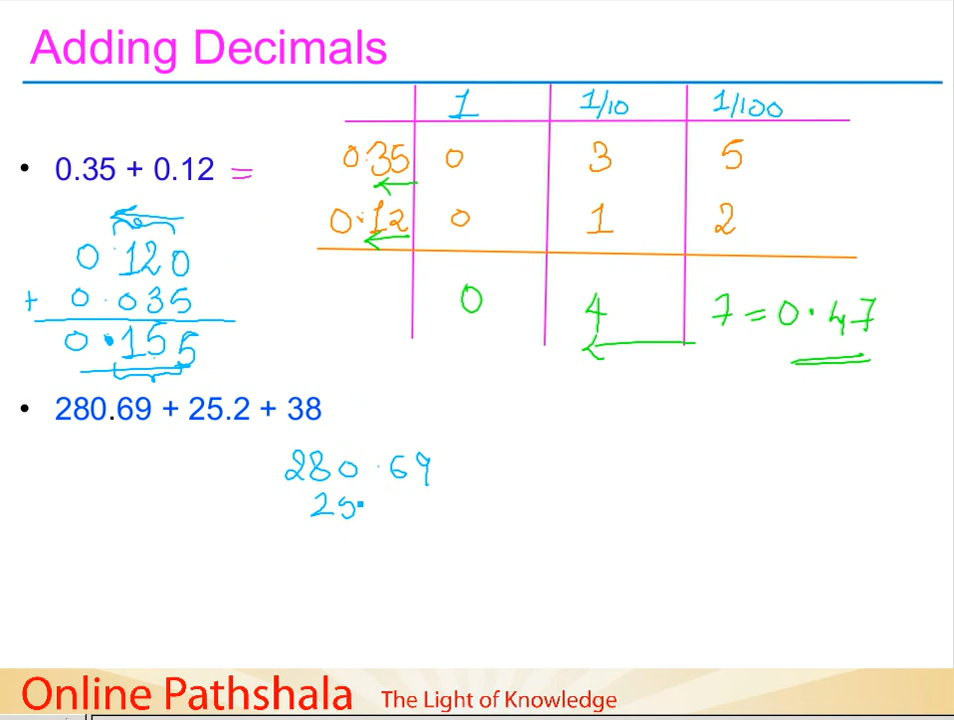 Adding Decimals
1 1/10 1/100
0.35 0 3 5
• 0.35 + 0.12 =
0.12 0 1 2
0 4 7 = 0.47
0.120
+ 0.035
0.155
• 280.69 + 25.2 + 38
280.69
25.
Online Pathshala The Light of Knowledge